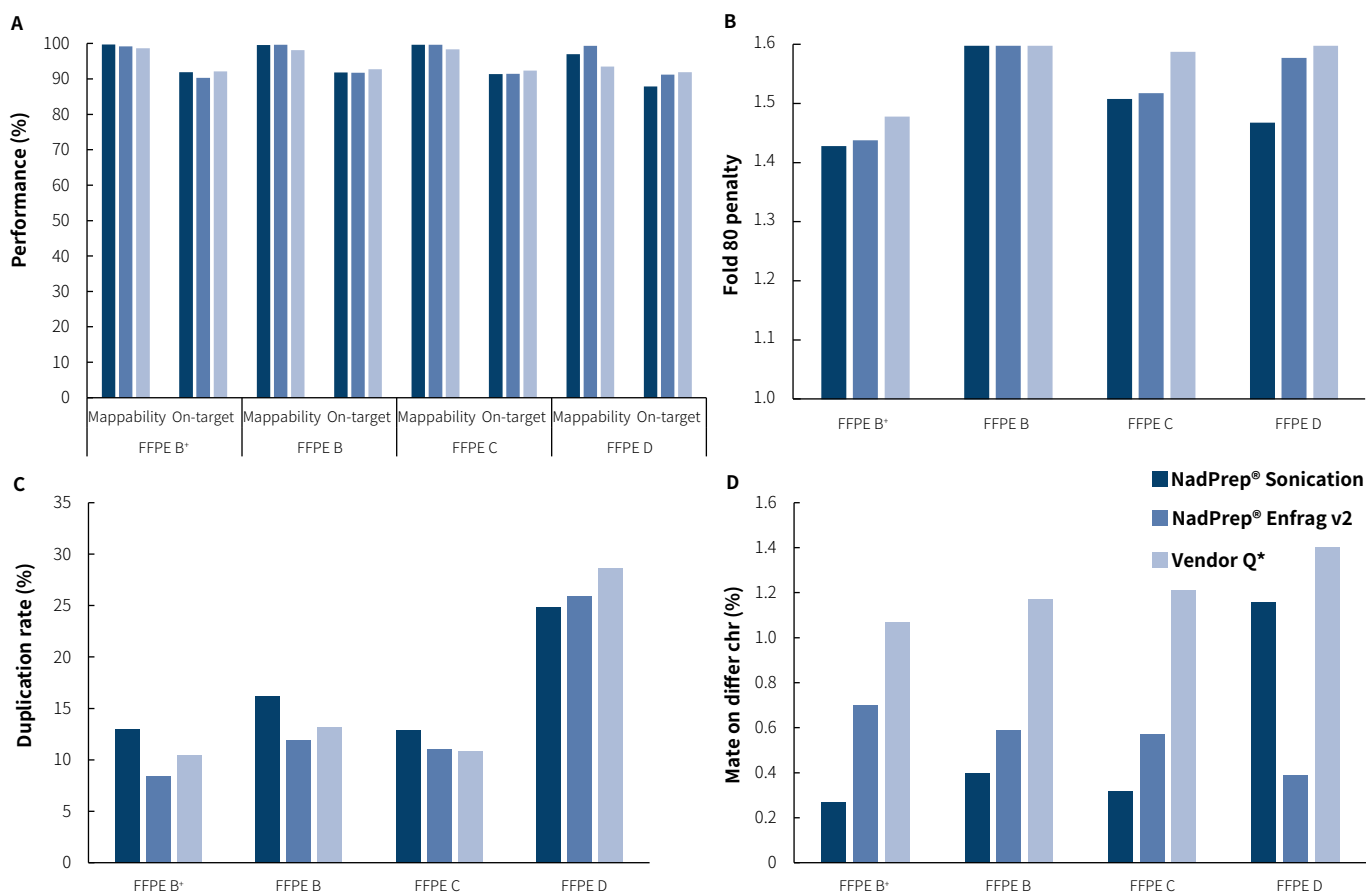 A
Performance (%)
100
90
80
70
60
50
40
30
20
10
0
Mappability On-target Mappability On-target Mappability On-target Mappability On-target
FFPE B⁺ FFPE B FFPE C FFPE D
B
Fold 80 penalty
1.6
1.5
1.4
1.3
1.2
1.1
1.0
FFPE B⁺ FFPE B FFPE C FFPE D
C
Duplication rate (%)
35
30
25
20
15
10
5
0
FFPE B⁺ FFPE B FFPE C FFPE D
D
Mate on differ chr (%)
1.6
1.4
1.2
1.0
0.8
0.6
0.4
0.2
0
FFPE B⁺ FFPE B FFPE C FFPE D
NadPrep® Sonication
NadPrep® Enfrag v2
Vendor Q*